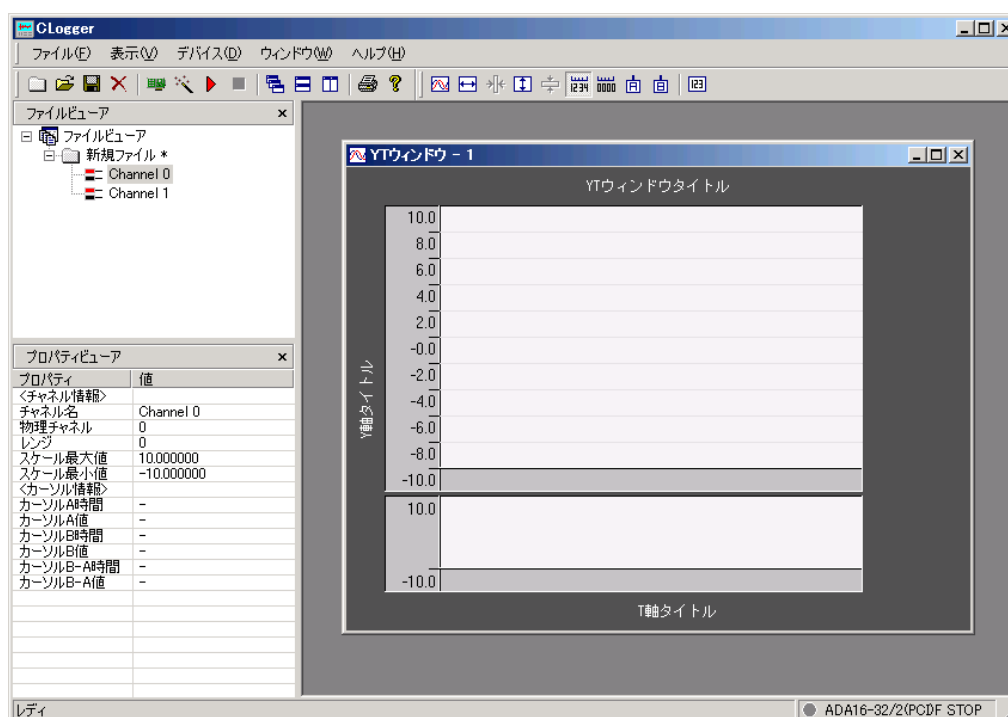 CLogger
ファイル(F) 表示(V) デバイス(D) ウィンドウ(W) ヘルプ(H)
ファイルビューア
ファイルビューア
新規ファイル *
Channel 0
Channel 1
プロパティビューア
プロパティ 値
<チャネル情報>
チャネル名 Channel 0
物理チャネル 0
レンジ 0
スケール最大値 10.000000
スケール最小値 -10.000000
<カーソル情報>
カーソルA時間 -
カーソルA値 -
カーソルB時間 -
カーソルB値 -
カーソルB-A時間 -
カーソルB-A値 -
YTウィンドウ - 1
YTウィンドウタイトル
10.0
8.0
6.0
4.0
2.0
-0.0
-2.0
-4.0
-6.0
-8.0
-10.0
Y軸タイトル
10.0
-10.0
T軸タイトル
レディ
ADA16-32/2(PCI)F STOP